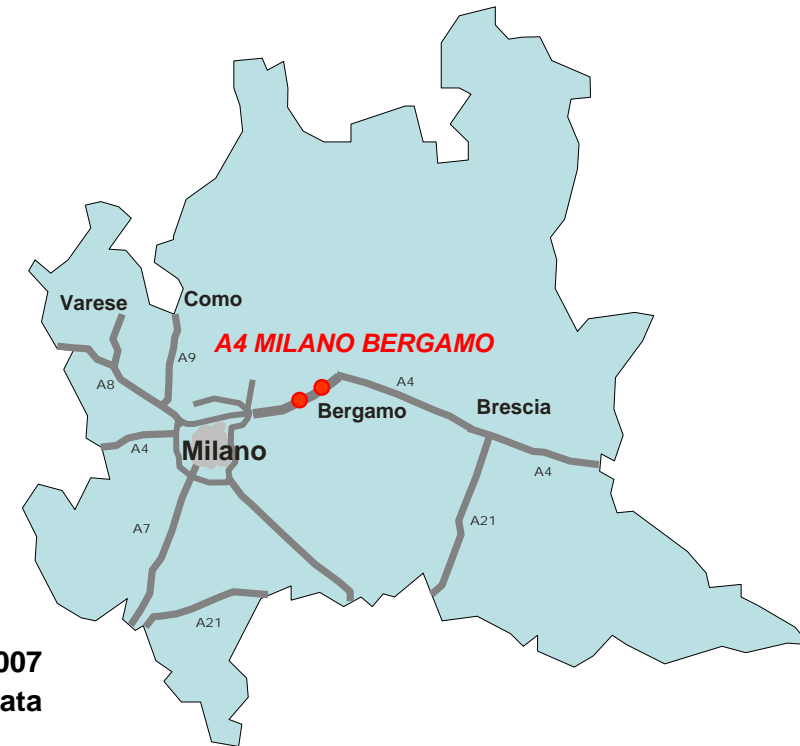 Varese
Como
A4 MILANO BERGAMO
A9
A8
A4
Bergamo
Brescia
A4
Milano
A4
A7
A21
A21
007
ata